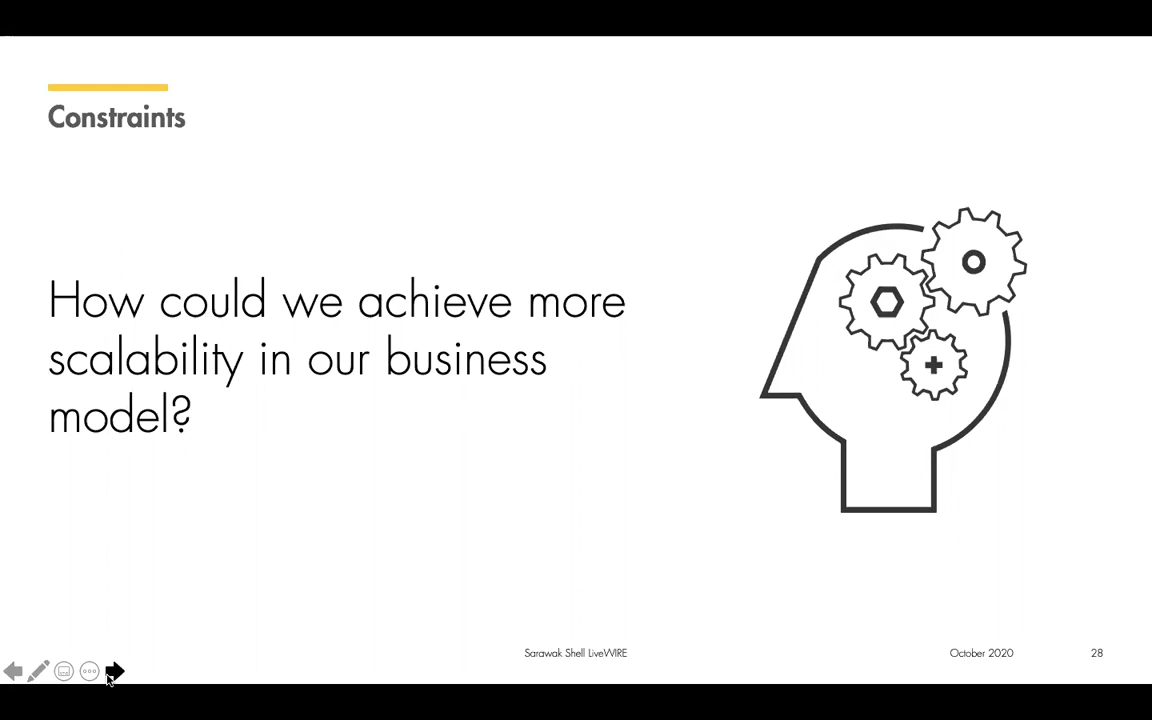 Constraints
How could we achieve more
scalability in our business
model?
Sarawak Shell LiveWIRE
October 2020
28